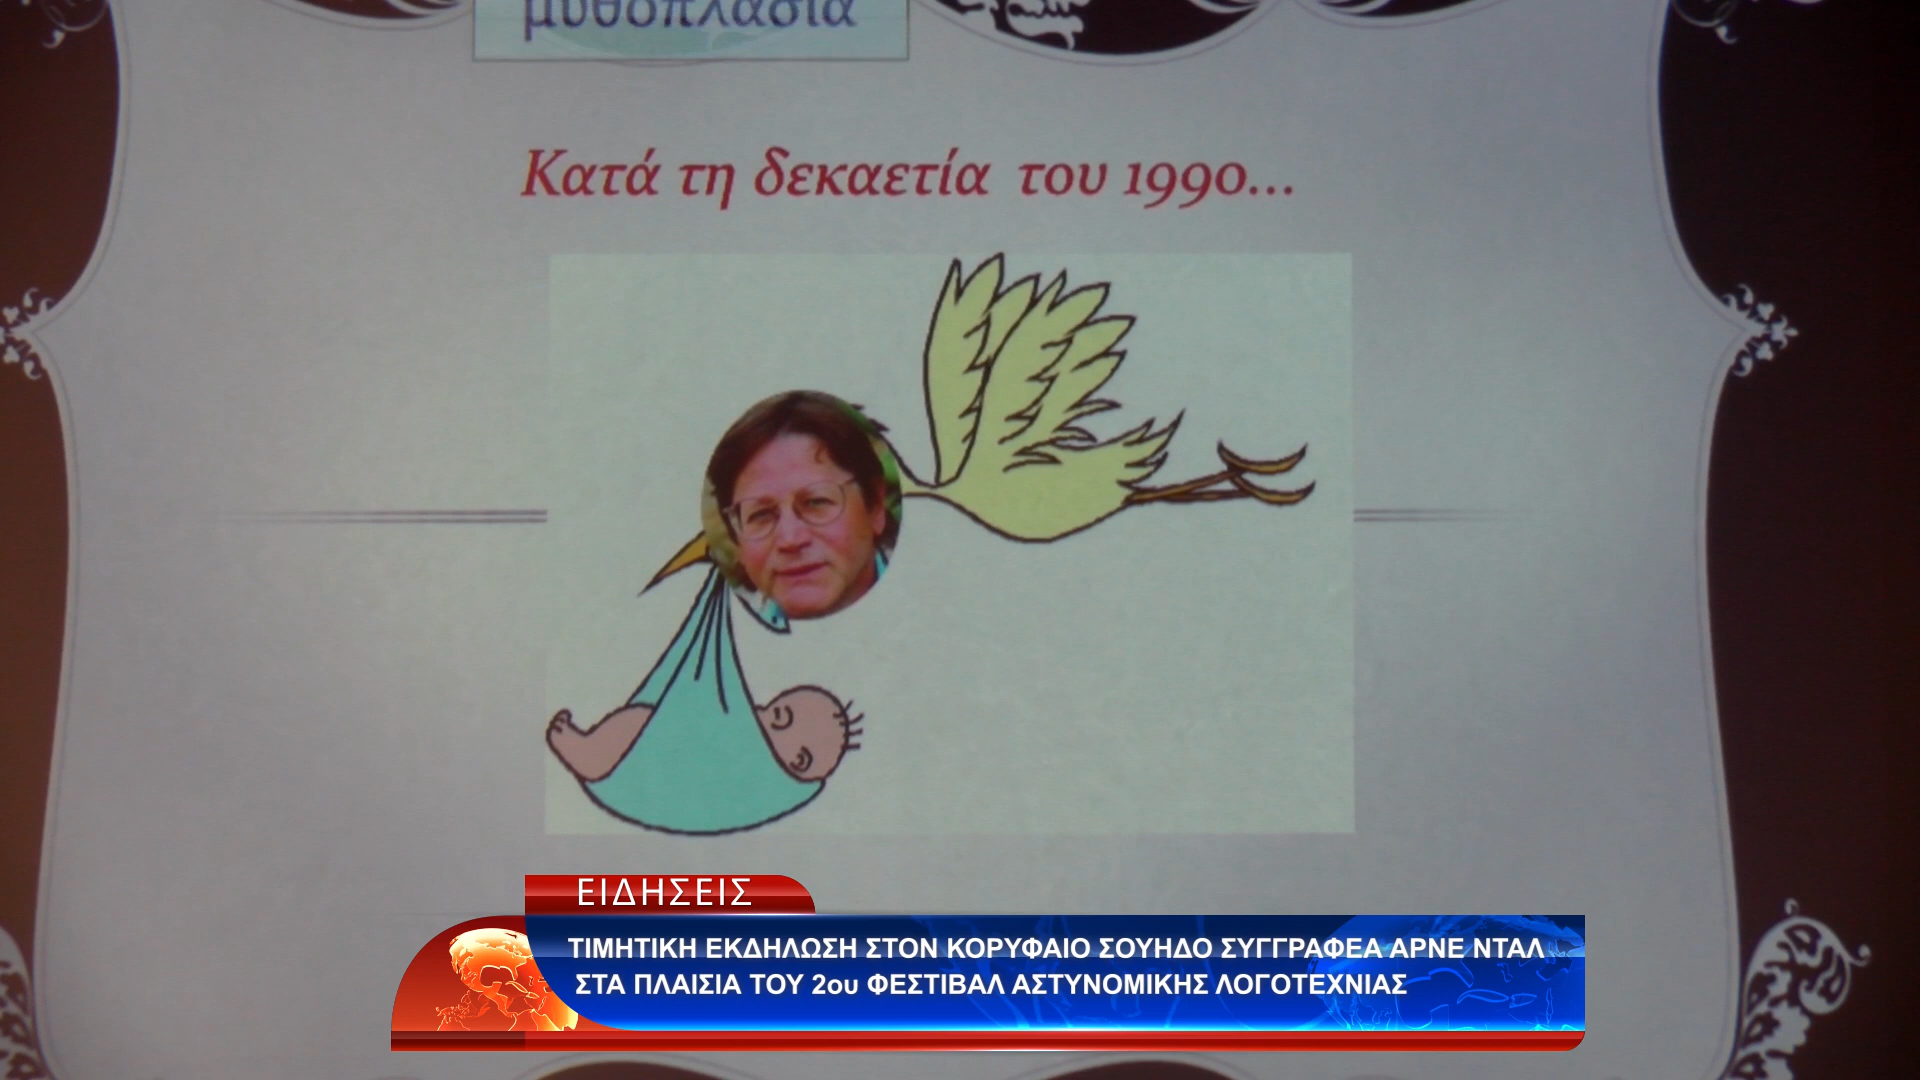 μυθοπλασία
Κατά τη δεκαετία του 1990...
ΕΙΔΗΣΕΙΣ
ΤΙΜΗΤΙΚΗ ΕΚΔΗΛΩΣΗ ΣΤΟΝ ΚΟΡΥΦΑΙΟ ΣΟΥΗΔΟ ΣΥΓΓΡΑΦΕΑ ΑΡΝΕ ΝΤΑΛ
ΣΤΑ ΠΛΑΙΣΙΑ ΤΟΥ 2ου ΦΕΣΤΙΒΑΛ ΑΣΤΥΝΟΜΙΚΗΣ ΛΟΓΟΤΕΧΝΙΑΣ